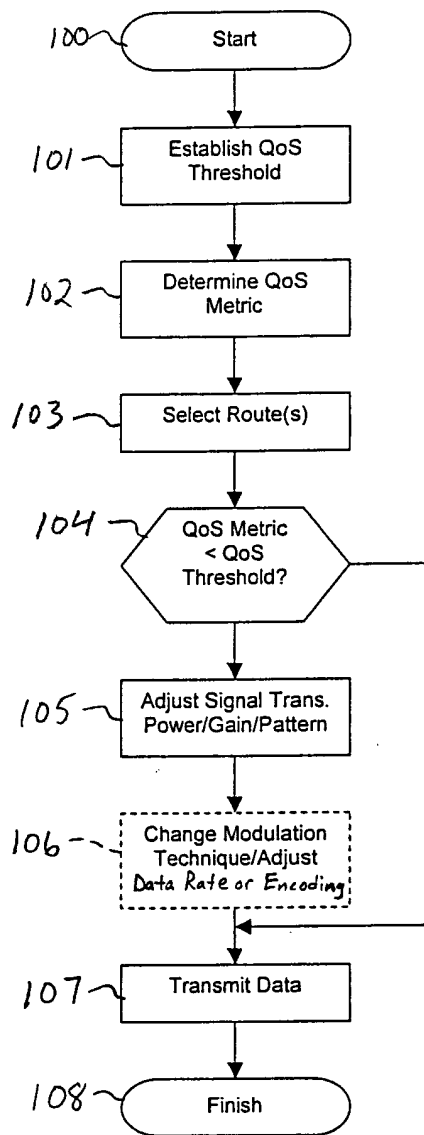 100
Start
101
Establish QoS
Threshold
102
Determine QoS
Metric
103
Select Route(s)
104
QoS Metric
< QoS
Threshold?
105
Adjust Signal Trans.
Power/Gain/Pattern
106
Change Modulation
Technique/Adjust
Data Rate or Encoding
107
Transmit Data
108
Finish